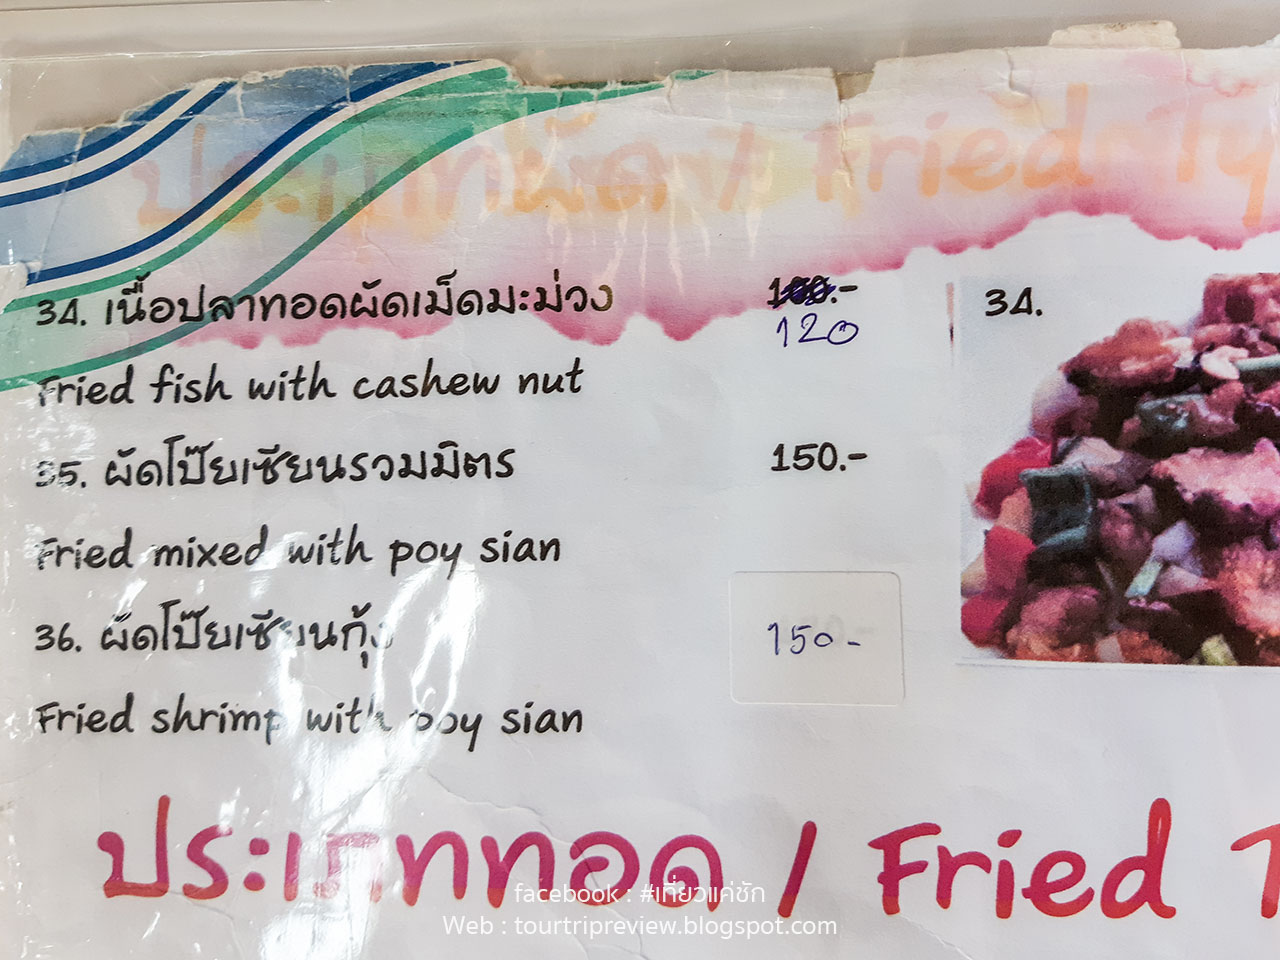 ประเภทผัด / Fried Ty
34. เนื้อปลาทอดผัดเม็ดมะม่วง 100.-
120
34.
Fried fish with cashew nut
35. ผัดโป๊ยเซียนรวมมิตร 150.-
Fried mixed with poy sian
36. ผัดโป๊ยเซียนกุ้ง 150-
Fried shrimp with poy sian
ประเภททอด / Fried T
facebook : #เที่ยวแค่ชัก
Web : tourtripreview.blogspot.com